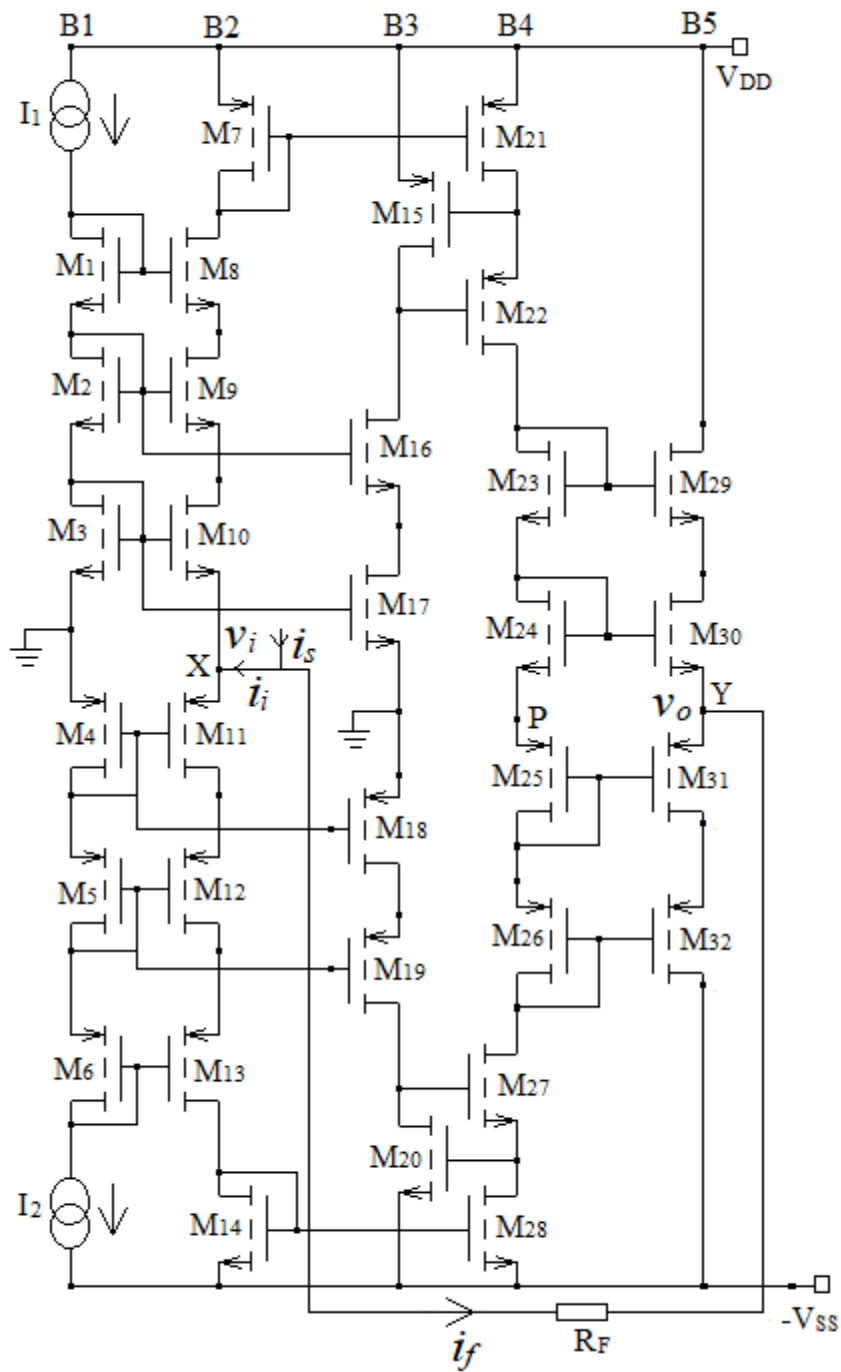 B1 B2 B3 B4 B5
VDD
I1
M7 M21
M15
M1 M8
M22
M2 M9
M16 M23 M29
M3 M10
M17 M24 M30
vi is
X ii
P vo Y
M4 M11
M25 M31
M18
M5 M12
M26 M32
M19
M6 M13
M27
M20
I2
M14 M28
-VSS
if RF